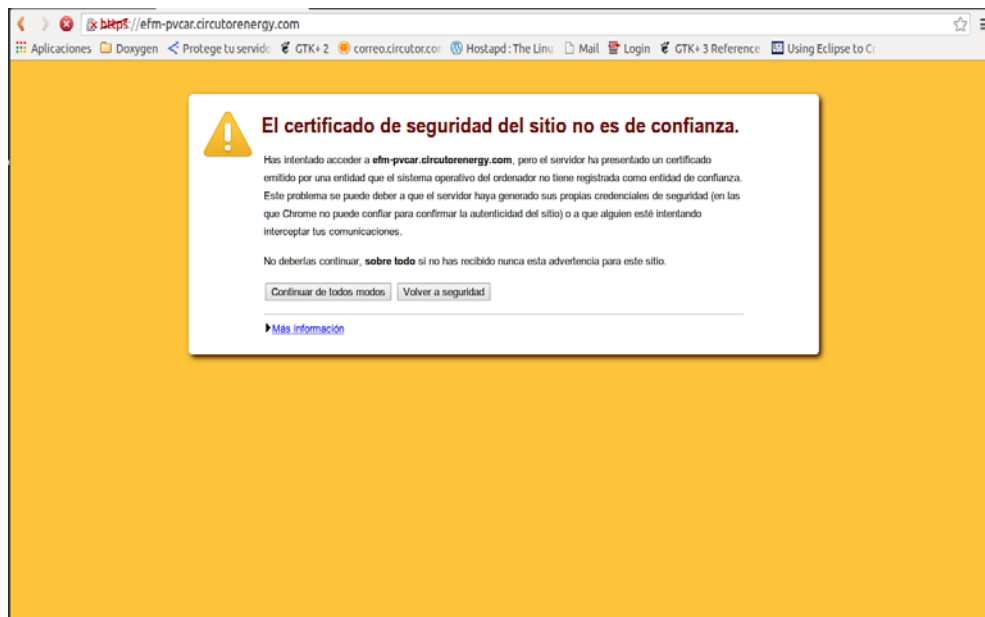 https://efm-pvcar.circutorenergy.com
Aplicaciones Doxygen Protege tu servido GTK+ 2 correo.circutor.cor Hostapd : The Linu Mail Login GTK+ 3 Reference Using Eclipse to Cr
El certificado de seguridad del sitio no es de confianza.
Has intentado acceder a efm-pvcar.circutorenergy.com, pero el servidor ha presentado un certificado
emitido por una entidad que el sistema operativo del ordenador no tiene registrada como entidad de confianza.
Este problema se puede deber a que el servidor haya generado sus propias credenciales de seguridad (en las
que Chrome no puede confiar para confirmar la autenticidad del sitio) o a que alguien esté intentando
interceptar tus comunicaciones.
No deberías continuar, sobre todo si no has recibido nunca esta advertencia para este sitio.
Continuar de todos modos Volver a seguridad
Más información